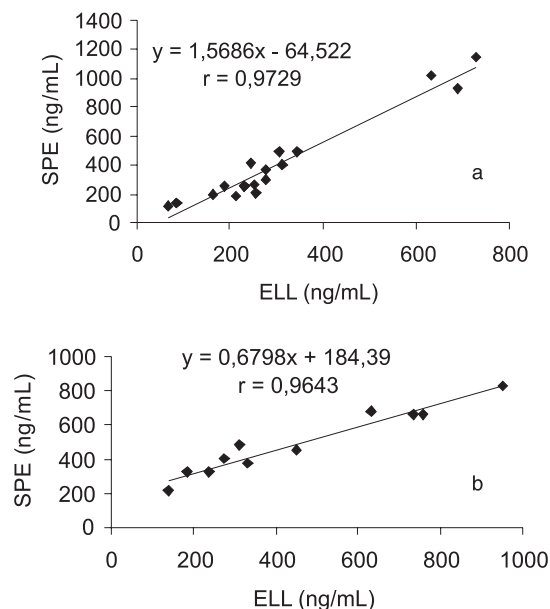 1400
1200
1000
800
600
400
200
0
SPE (ng/mL)
y = 1,5686x - 64,522
r = 0,9729
a
0 200 400 600 800
ELL (ng/mL)
1000
800
600
400
200
0
SPE (ng/mL)
y = 0,6798x + 184,39
r = 0,9643
b
0 200 400 600 800 1000
ELL (ng/mL)